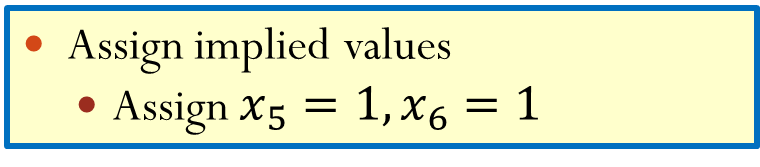 • Assign implied values
• Assign x₅ = 1, x₆ = 1